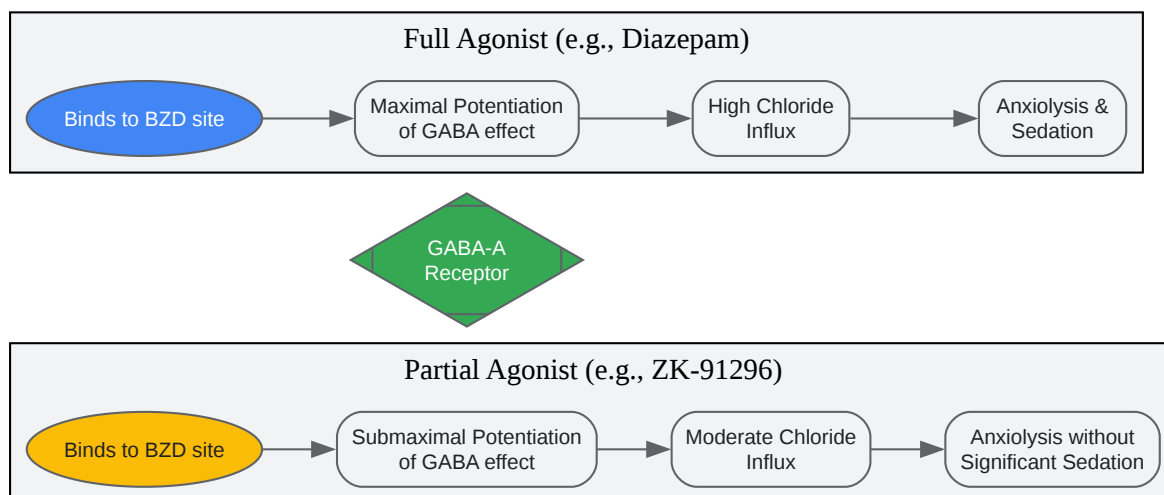 Full Agonist (e.g., Diazepam)
Binds to BZD site
Maximal Potentiation
of GABA effect
High Chloride
Influx
Anxiolysis &
Sedation
GABA-A
Receptor
Partial Agonist (e.g., ZK-91296)
Binds to BZD site
Submaximal Potentiation
of GABA effect
Moderate Chloride
Influx
Anxiolysis without
Significant Sedation